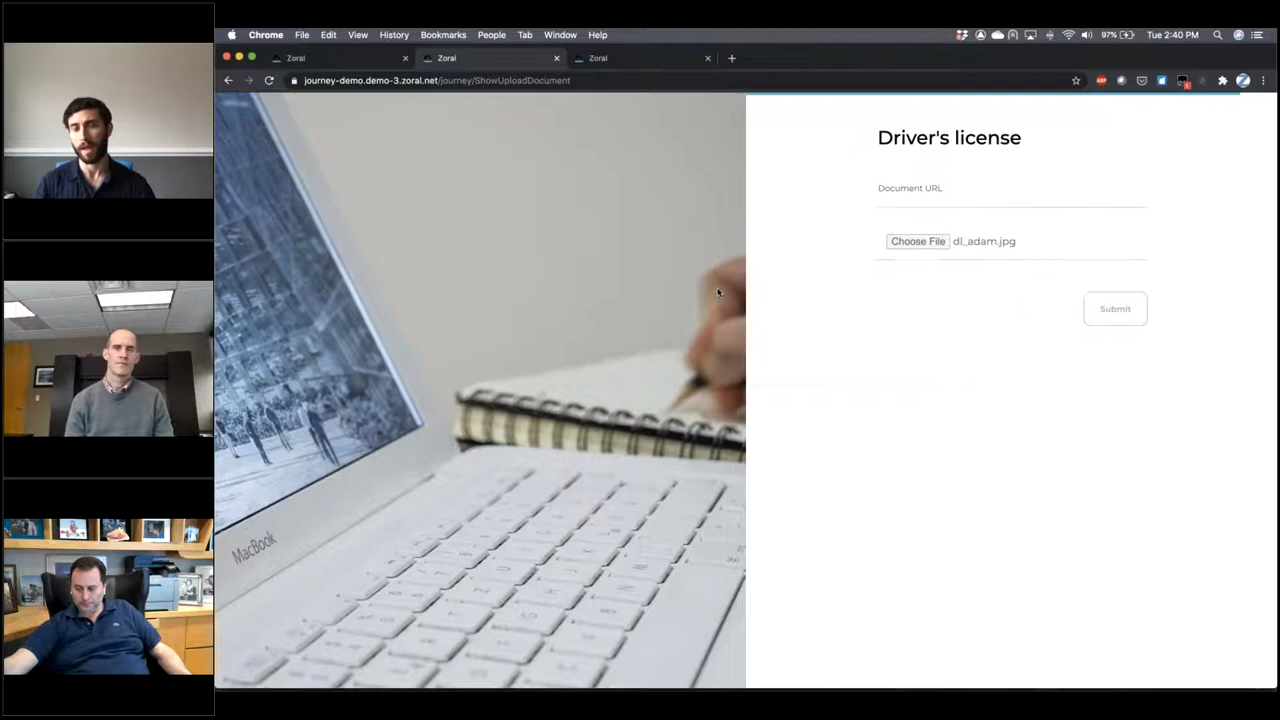 Chrome File Edit View History Bookmarks People Tab Window Help 97% Tue 2:40 PM
Zoral Zoral Zoral
journey-demo.demo-3.zoral.net/journey/ShowUploadDocument
Driver's license
Document URL
Choose File dl_adam.jpg
Submit
MacBook